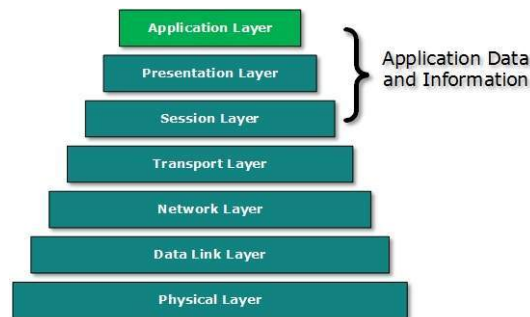 Application Layer
Presentation Layer
Session Layer
Transport Layer
Network Layer
Data Link Layer
Physical Layer
Application Data
and Information